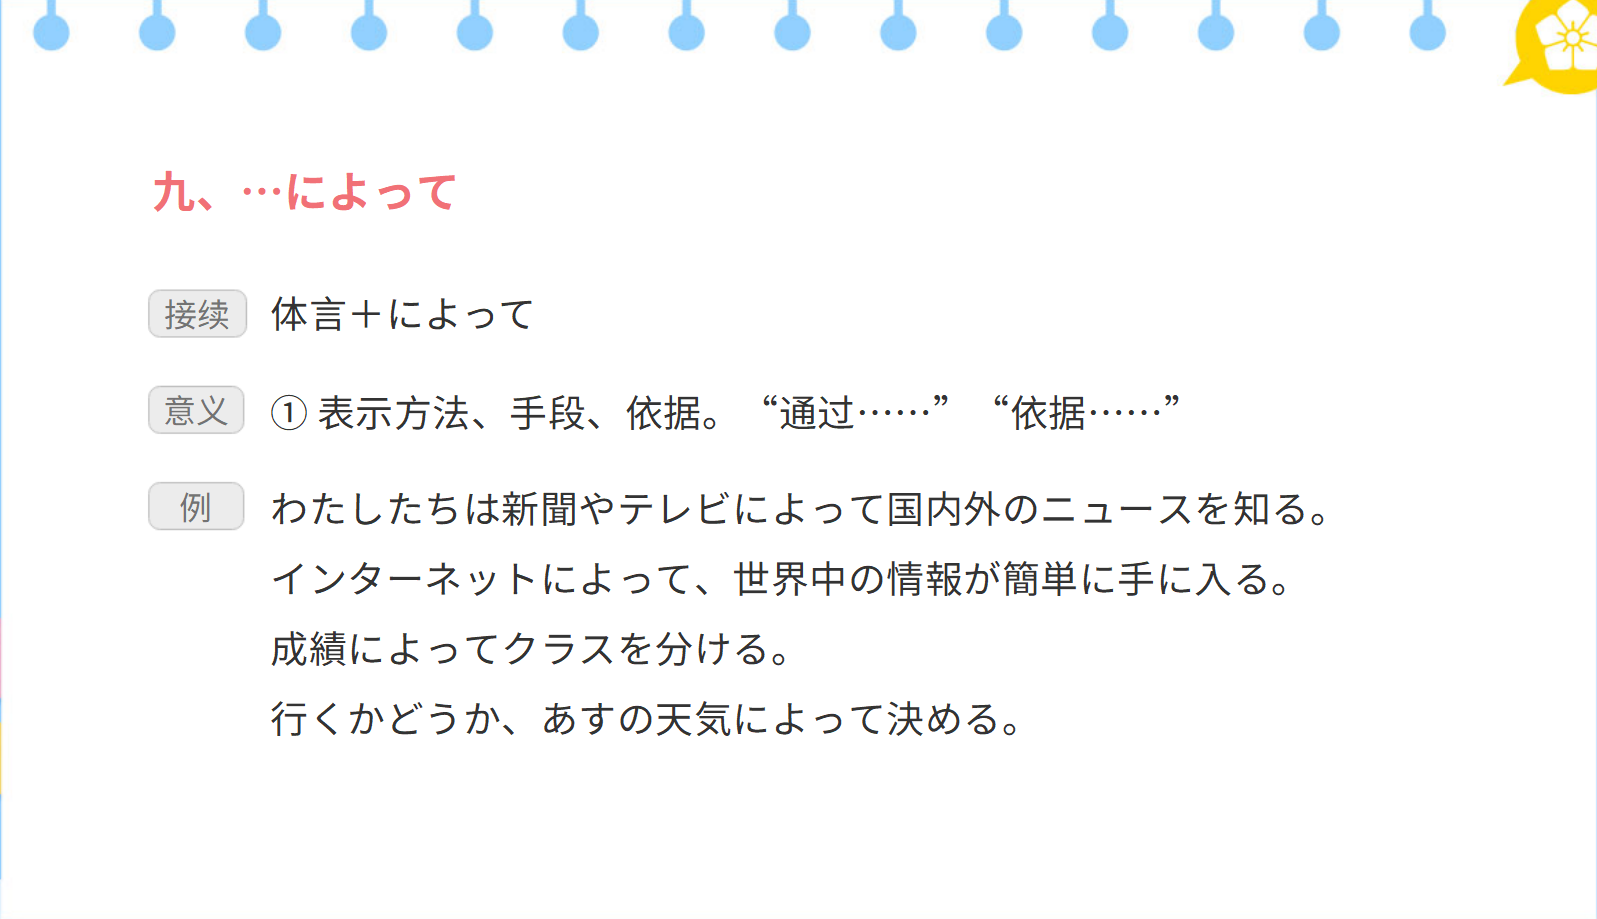 九、…によって
接续 体言＋によって
意义 ① 表示方法、手段、依据。“通过……” “依据……”
例 わたしたちは新聞やテレビによって国内外のニュースを知る。
インターネットによって、世界中の情報が簡単に手に入る。
成績によってクラスを分ける。
行くかどうか、あすの天気によって決める。